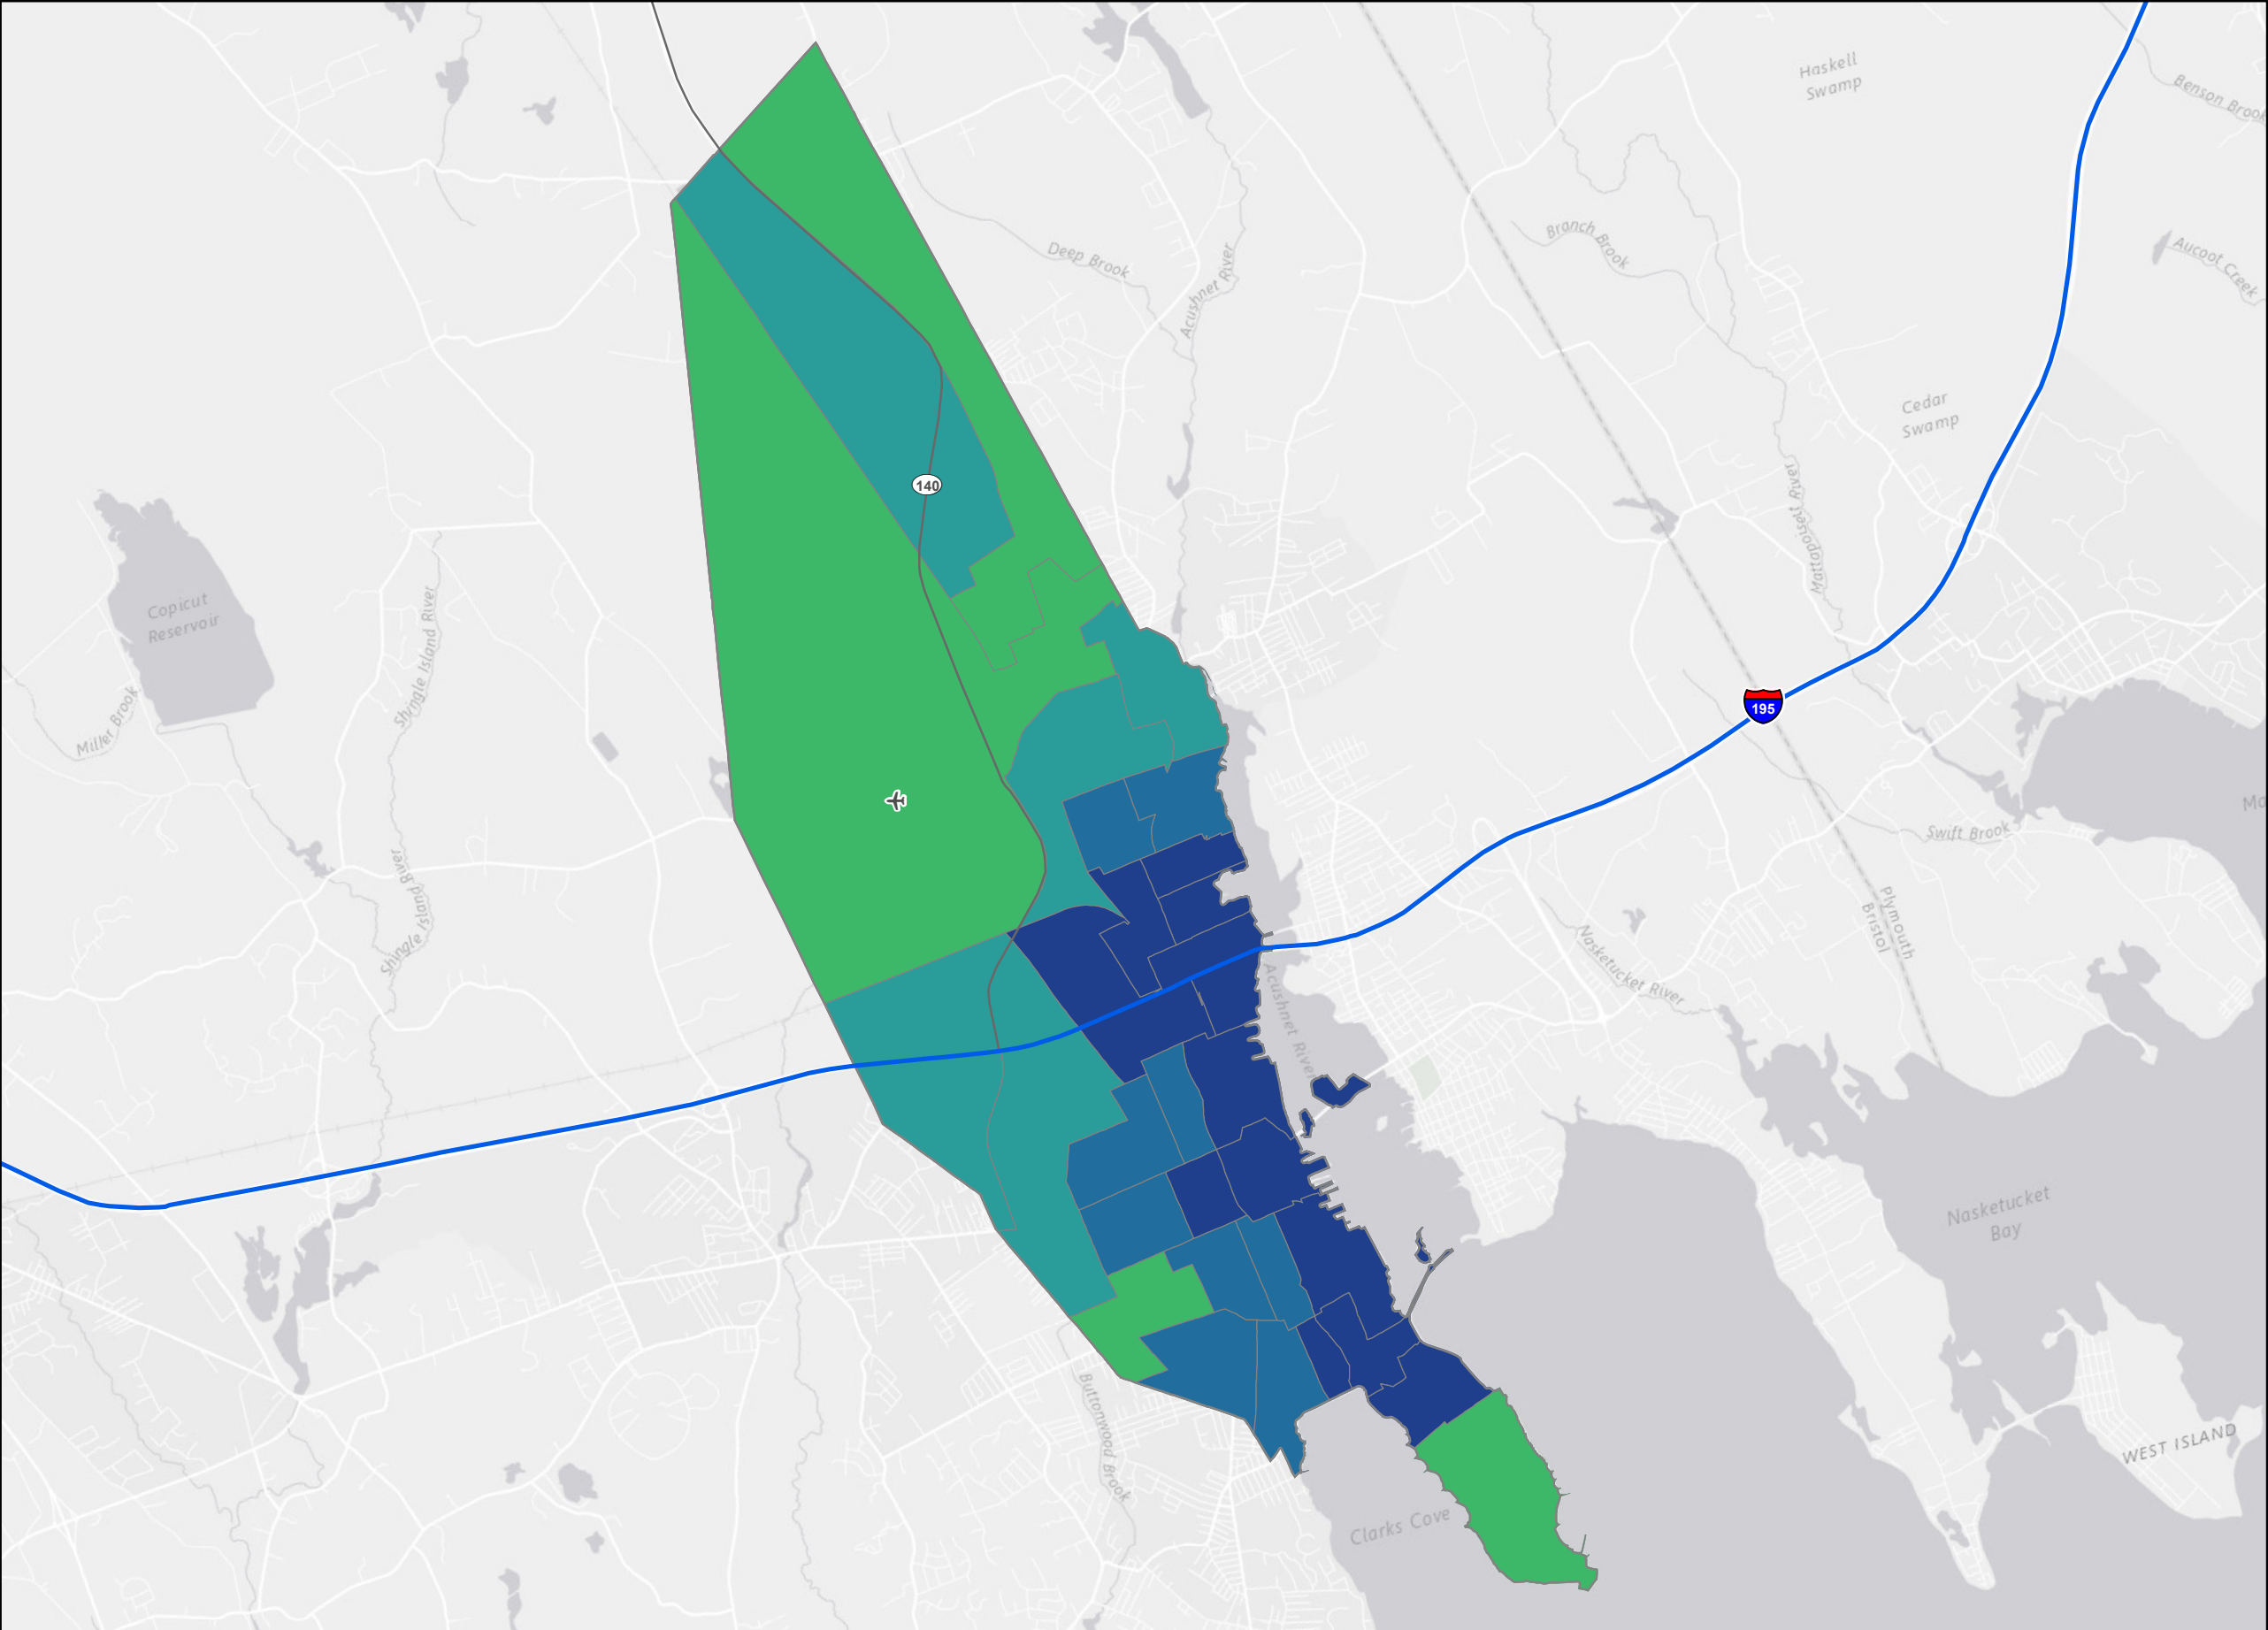 Haskell
Swamp
Benson Brook
Branch Brook
Aucoot Creek
Deep Brook
Acushnet River
Cedar
Swamp
Mattapoisett River
140
Copicut
Reservoir
Shingle Island River
Miller Brook
195
Swift Brook
Shingle Island River
Plymouth
Bristol
Nasketucket River
Acushnet River
Nasketucket
Bay
Buttonwood Brook
WEST ISLAND
Clarks Cove